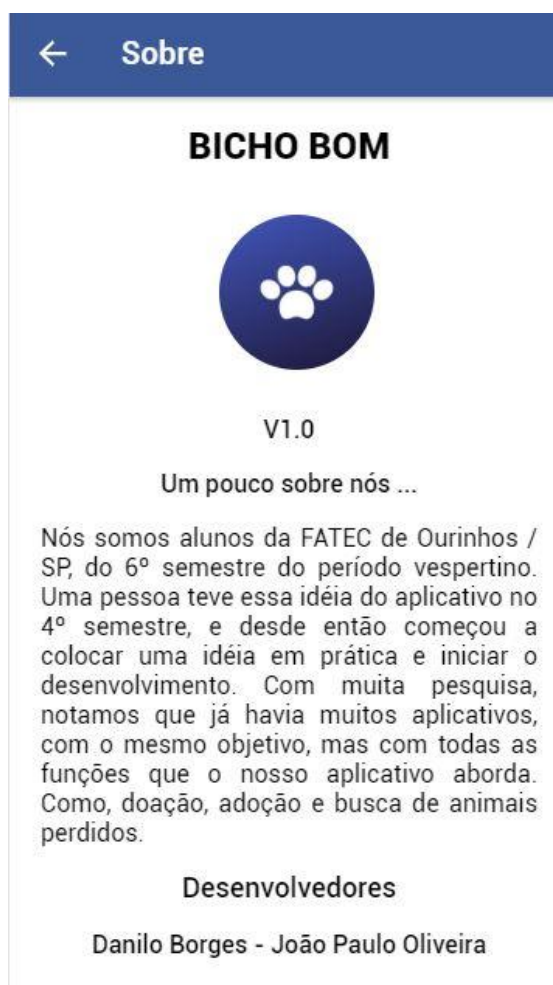 Sobre
BICHO BOM
V1.0
Um pouco sobre nós ...
Nós somos alunos da FATEC de Ourinhos /
SP, do 6º semestre do período vespertino.
Uma pessoa teve essa idéia do aplicativo no
4º semestre, e desde então começou a
colocar uma idéia em prática e iniciar o
desenvolvimento. Com muita pesquisa,
notamos que já havia muitos aplicativos,
com o mesmo objetivo, mas com todas as
funções que o nosso aplicativo aborda.
Como, doação, adoção e busca de animais
perdidos.
Desenvolvedores
Danilo Borges - João Paulo Oliveira